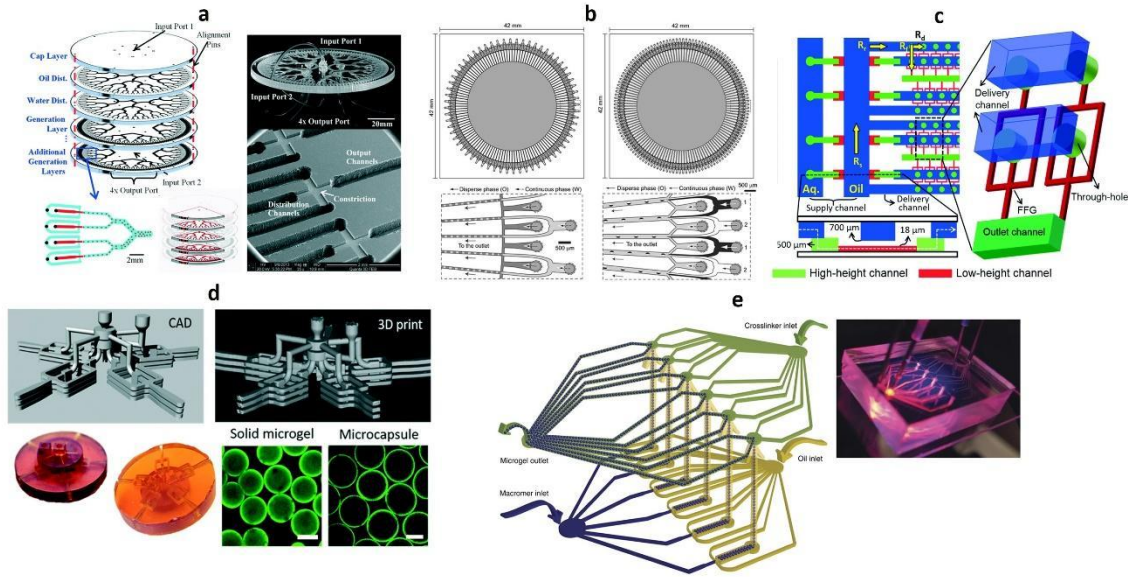 a
Input Port 1
Alignment
Pins
Cap Layer
Oil Dist.
Water Dist.
Generation
Layer
Additional
Generation
Layers
4x Output Port
Input Port 2
2mm
Input Port 1
Input Port 2
4x Output Port
20mm
Output
Channels
Distribution
Channels
Constriction
b
42 mm
42 mm
42 mm
42 mm
Disperse phase (O)
Continuous phase (W)
To the outlet
500 µm
Disperse phase (O)
Continuous phase (W)
500 µm
1
2
To the outlet
1
2
c
Aq.
Oil
Supply channel
Delivery
channel
700 µm
18 µm
500 µm
High-height channel
Low-height channel
Delivery
channel
Through-hole
FFG
Outlet channel
d
CAD
3D print
Solid microgel
Microcapsule
e
Crosslinker inlet
Microgel outlet
Oil inlet
Macromer inlet